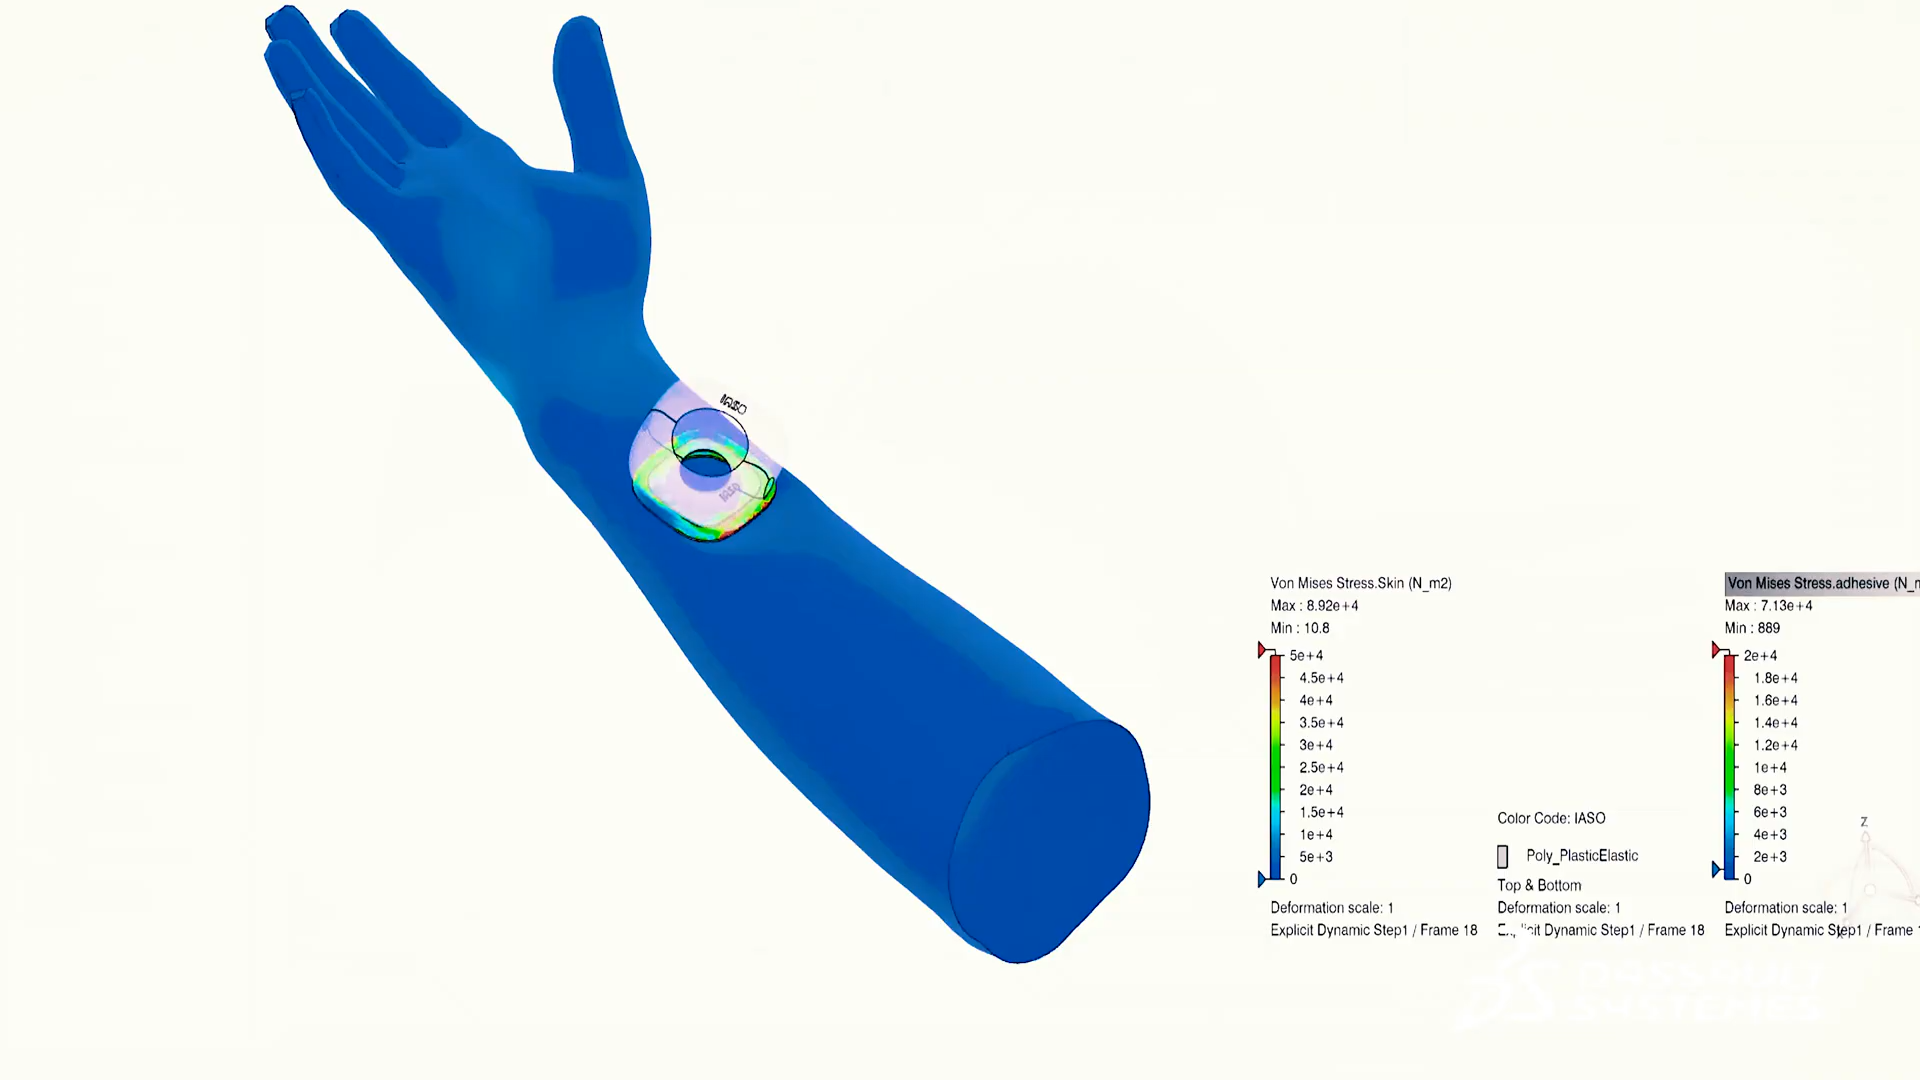 IASO
IASO
Von Mises Stress.Skin (N_m2)
Max : 8.92e+4
Min : 10.8
5e+4
4.5e+4
4e+4
3.5e+4
3e+4
2.5e+4
2e+4
1.5e+4
1e+4
5e+3
0
Deformation scale: 1
Explicit Dynamic Step1 / Frame 18
Color Code: IASO
Poly_PlasticElastic
Top & Bottom
Deformation scale: 1
Dynamic Step1 / Frame 18
Von Mises Stress.adhesive
Max : 7.13e+4
Min : 889
2e+4
1.8e+4
1.6e+4
1.4e+4
1.2e+4
1e+4
8e+3
6e+3
4e+3
2e+3
0
Deformation scale: 1
Explicit Dynamic Step1 / Frame
Z
DASSAULT
SYSTEMES